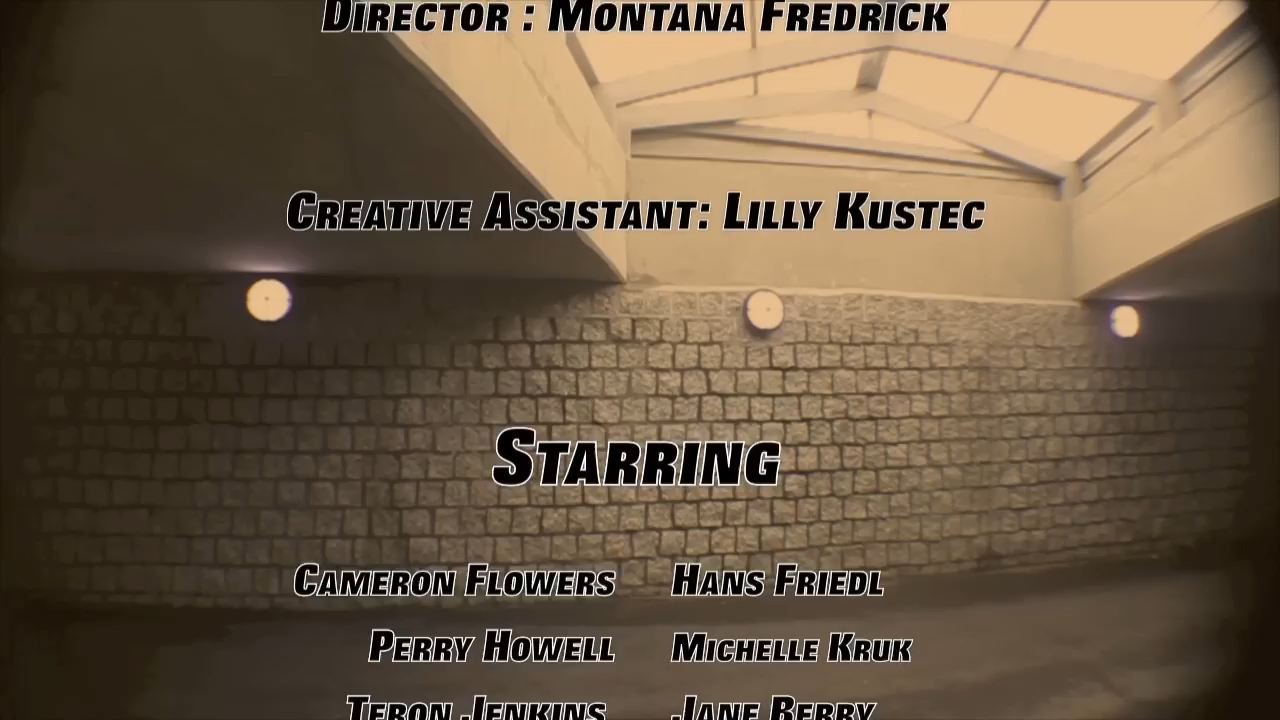 Director : Montana Fredrick
Creative Assistant: Lilly Kustec
Starring
Cameron Flowers Hans Friedl
Perry Howell Michelle Kruk
Teron Jenkins Jane Berry